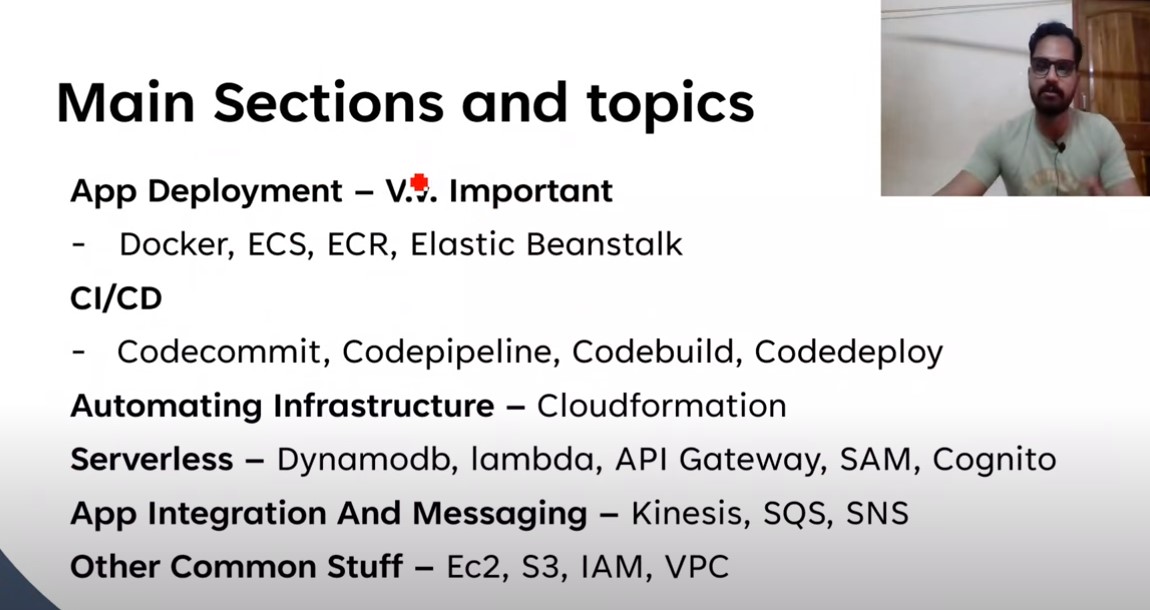 Main Sections and topics
App Deployment – V.V. Important
- Docker, ECS, ECR, Elastic Beanstalk
CI/CD
- Codecommit, Codepipeline, Codebuild, Codedeploy
Automating Infrastructure – Cloudformation
Serverless – Dynamodb, lambda, API Gateway, SAM, Cognito
App Integration And Messaging – Kinesis, SQS, SNS
Other Common Stuff – Ec2, S3, IAM, VPC